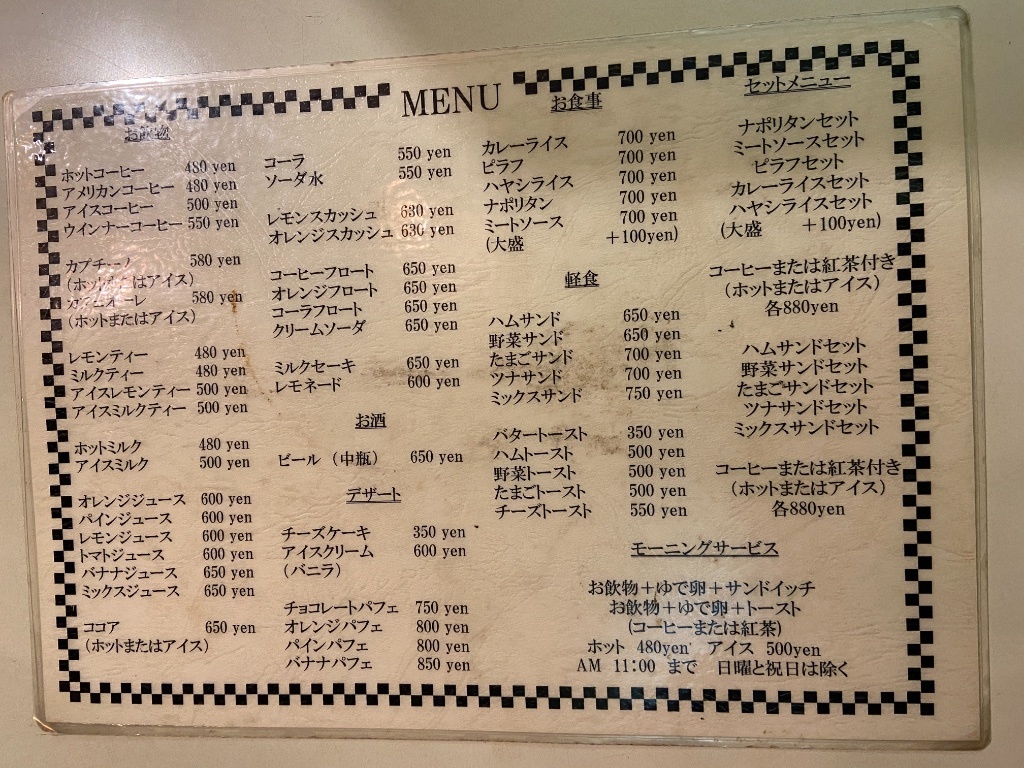 MENU
お飲物
ホットコーヒー 480 yen
アメリカンコーヒー 480 yen
アイスコーヒー 500 yen
ウインナーコーヒー 550 yen
カプチーノ 580 yen
(ホットまたはアイス)
カフェオーレ 580 yen
(ホットまたはアイス)
レモンティー 480 yen
ミルクティー 480 yen
アイスレモンティー 500 yen
アイスミルクティー 500 yen
ホットミルク 480 yen
アイスミルク 500 yen
オレンジジュース 600 yen
パインジュース 600 yen
レモンジュース 600 yen
トマトジュース 600 yen
バナナジュース 650 yen
ミックスジュース 650 yen
ココア 650 yen
(ホットまたはアイス)
コーラ 550 yen
ソーダ水 550 yen
レモンスカッシュ 630 yen
オレンジスカッシュ 630 yen
コーヒーフロート 650 yen
オレンジフロート 650 yen
コーラフロート 650 yen
クリームソーダ 650 yen
ミルクセーキ 650 yen
レモネード 600 yen
お酒
ビール (中瓶) 650 yen
デザート
チーズケーキ 350 yen
アイスクリーム 600 yen
(バニラ)
チョコレートパフェ 750 yen
オレンジパフェ 800 yen
パインパフェ 800 yen
バナナパフェ 850 yen
お食事
カレーライス 700 yen
ピラフ 700 yen
ハヤシライス 700 yen
ナポリタン 700 yen
ミートソース 700 yen
(大盛 +100yen)
軽食
ハムサンド 650 yen
野菜サンド 650 yen
たまごサンド 700 yen
ツナサンド 700 yen
ミックスサンド 750 yen
バタートースト 350 yen
ハムトースト 500 yen
野菜トースト 500 yen
たまごトースト 500 yen
チーズトースト 550 yen
セットメニュー
ナポリタンセット
ミートソースセット
ピラフセット
カレーライスセット
ハヤシライスセット
(大盛 +100yen)
コーヒーまたは紅茶付き
(ホットまたはアイス)
各880yen
ハムサンドセット
野菜サンドセット
たまごサンドセット
ツナサンドセット
ミックスサンドセット
コーヒーまたは紅茶付き
(ホットまたはアイス)
各880yen
モーニングサービス
お飲物+ゆで卵+サンドイッチ
お飲物+ゆで卵+トースト
(コーヒーまたは紅茶)
ホット 480yen アイス 500yen
AM 11:00 まで 日曜と祝日は除く